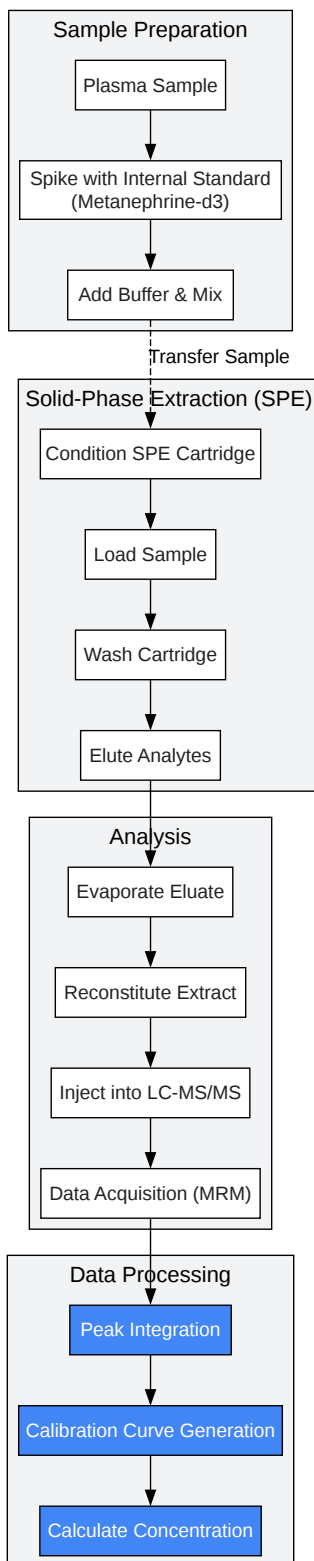 Sample Preparation
Plasma Sample
Spike with Internal Standard
(Metanephrine-d3)
Add Buffer & Mix
Transfer Sample
Solid-Phase Extraction (SPE)
Condition SPE Cartridge
Load Sample
Wash Cartridge
Elute Analytes
Analysis
Evaporate Eluate
Reconstitute Extract
Inject into LC-MS/MS
Data Acquisition (MRM)
Data Processing
Peak Integration
Calibration Curve Generation
Calculate Concentration